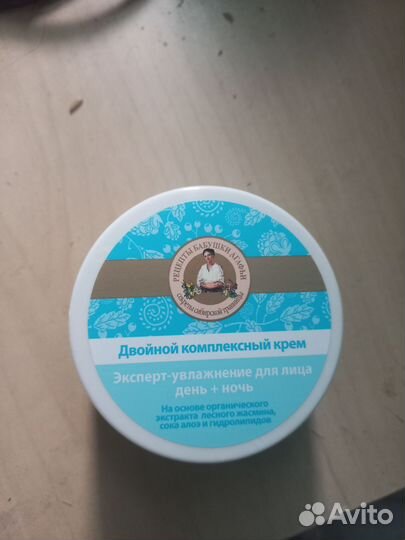 РЕЦЕПТЫ БАБУШКИ АГАФЬИ
секреты сибирской травницы
Двойной комплексный крем
Эксперт-увлажнение для лица
день + ночь
На основе органического
экстракта лесного жасмина,
сока алоэ и гидролипидов
Avito